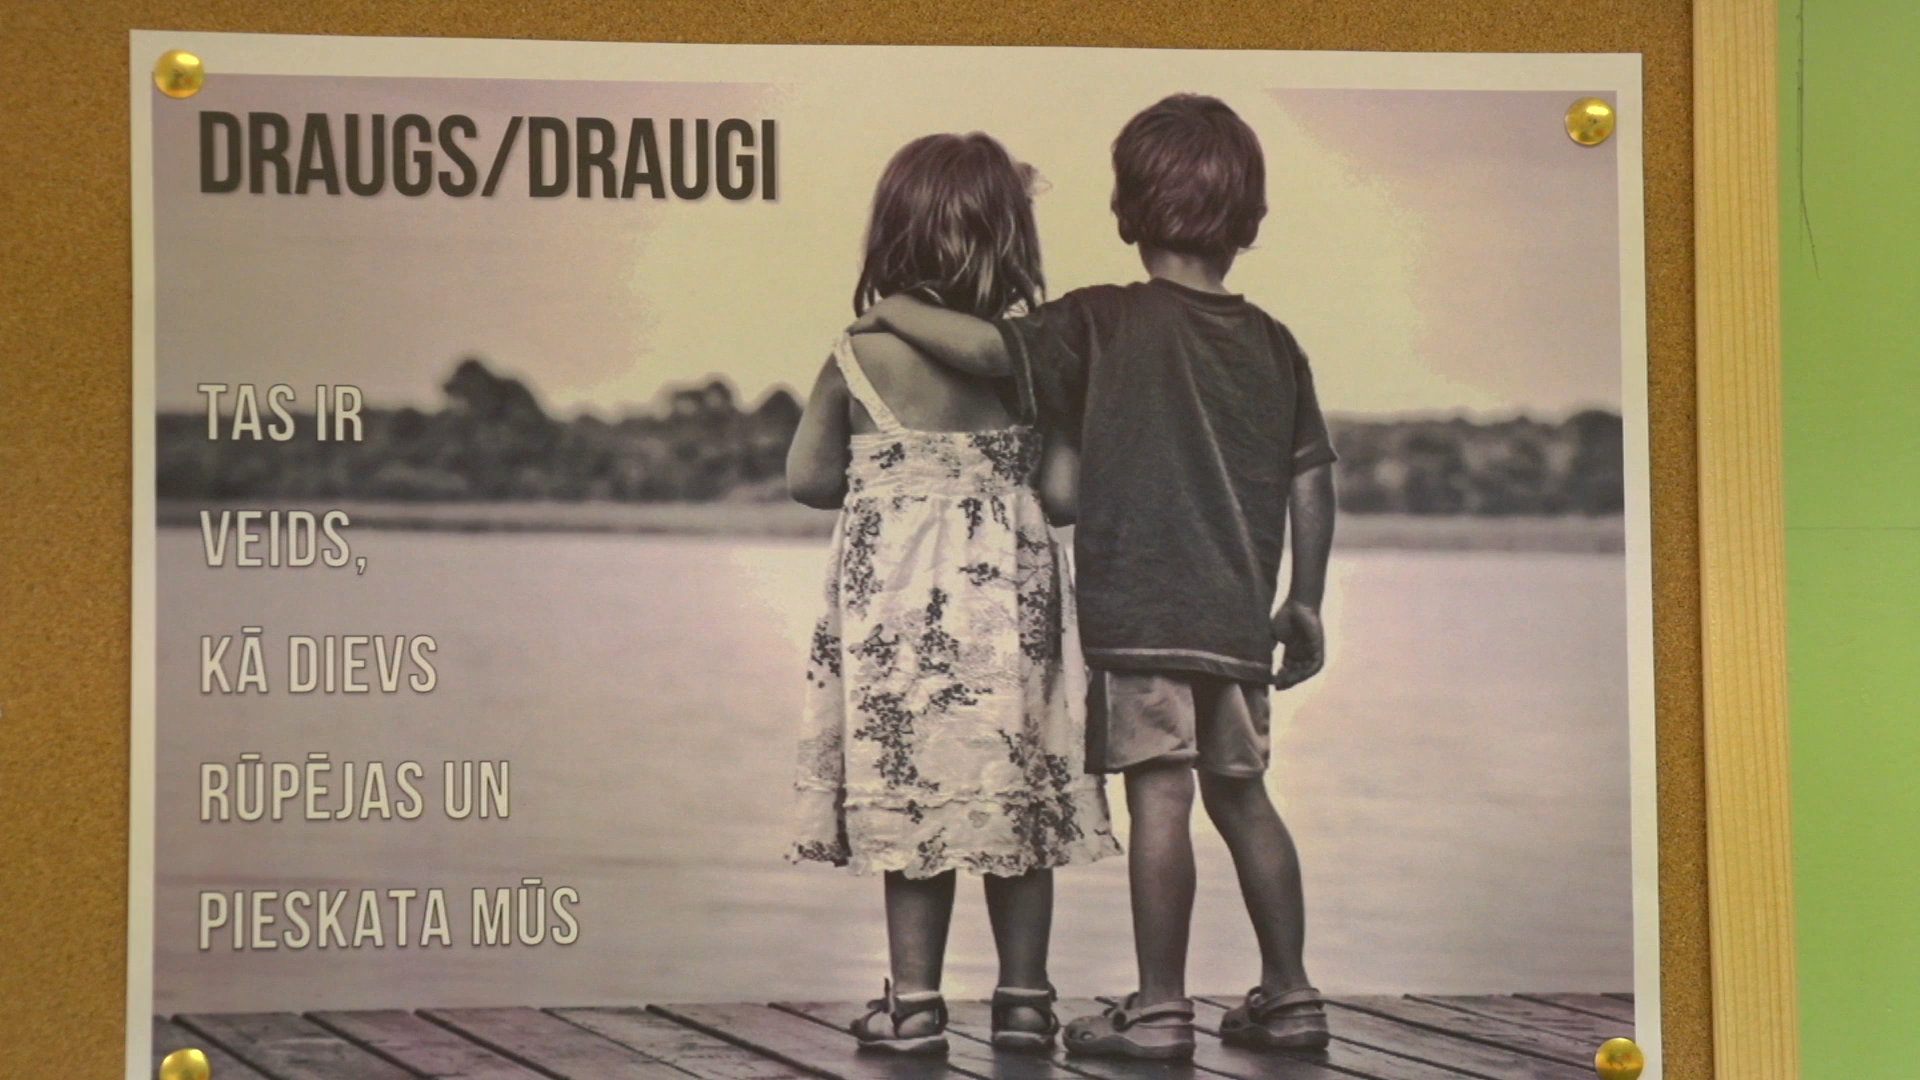 DRAUGS/DRAUGI
TAS IR
VEIDS,
KĀ DIEVS
RŪPĒJAS UN
PIESKATA MŪS